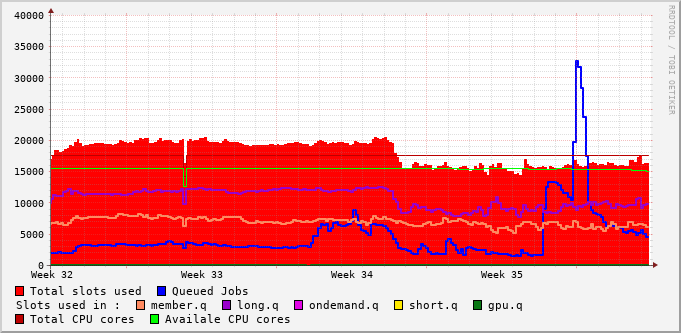 40000
35000
30000
25000
20000
15000
10000
5000
0
Week 32 Week 33 Week 34 Week 35
Total slots used Queued Jobs
Slots used in : member.q long.q ondemand.q short.q gpu.q
Total CPU cores Availale CPU cores
RRDTOOL / TOBI OETIKER